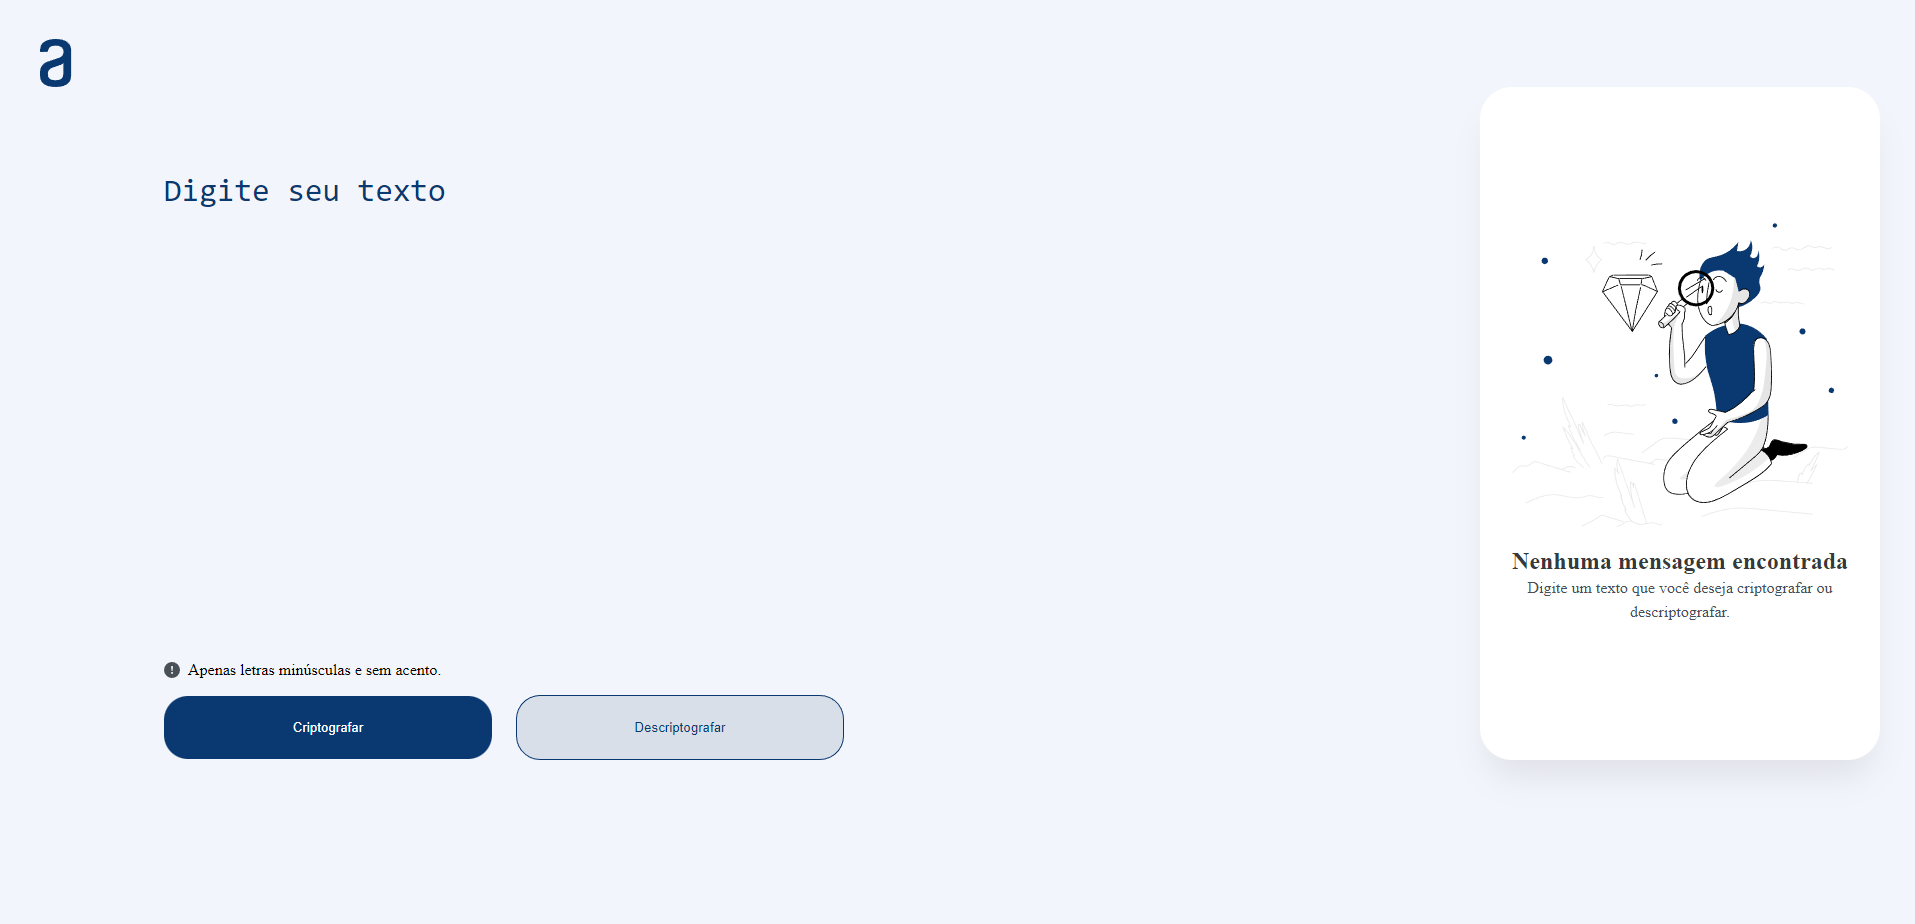 a
Digite seu texto
Nenhuma mensagem encontrada
Digite um texto que você deseja criptografar ou
descriptografar.
Apenas letras minúsculas e sem acento.
Criptografar
Descriptografar